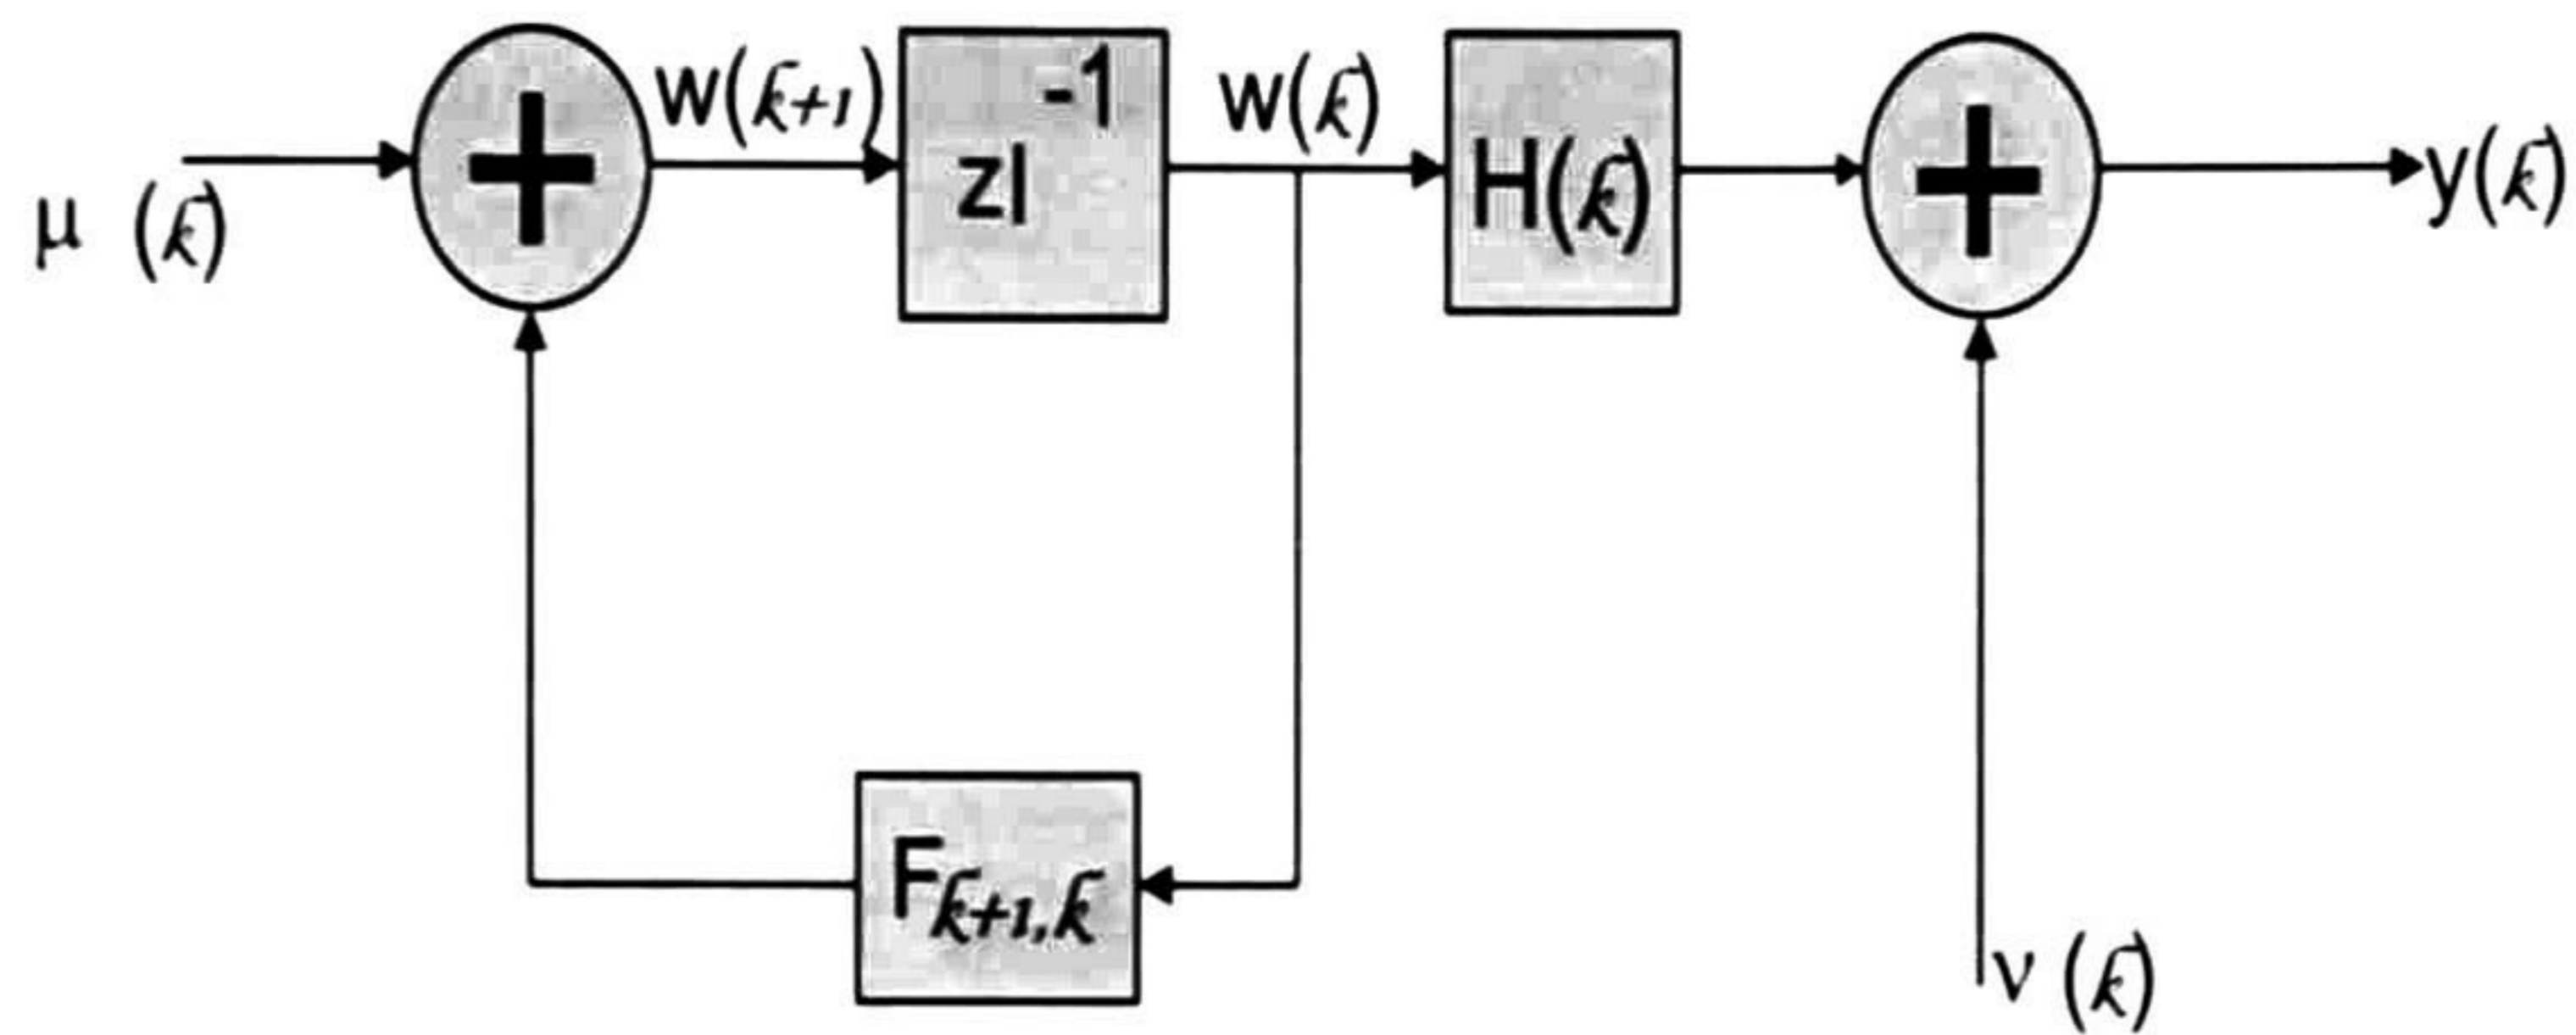 μ (k)
+
w(k+1)
zI⁻¹
w(k)
H(k)
+
y(k)
F k+1,k
ν (k)